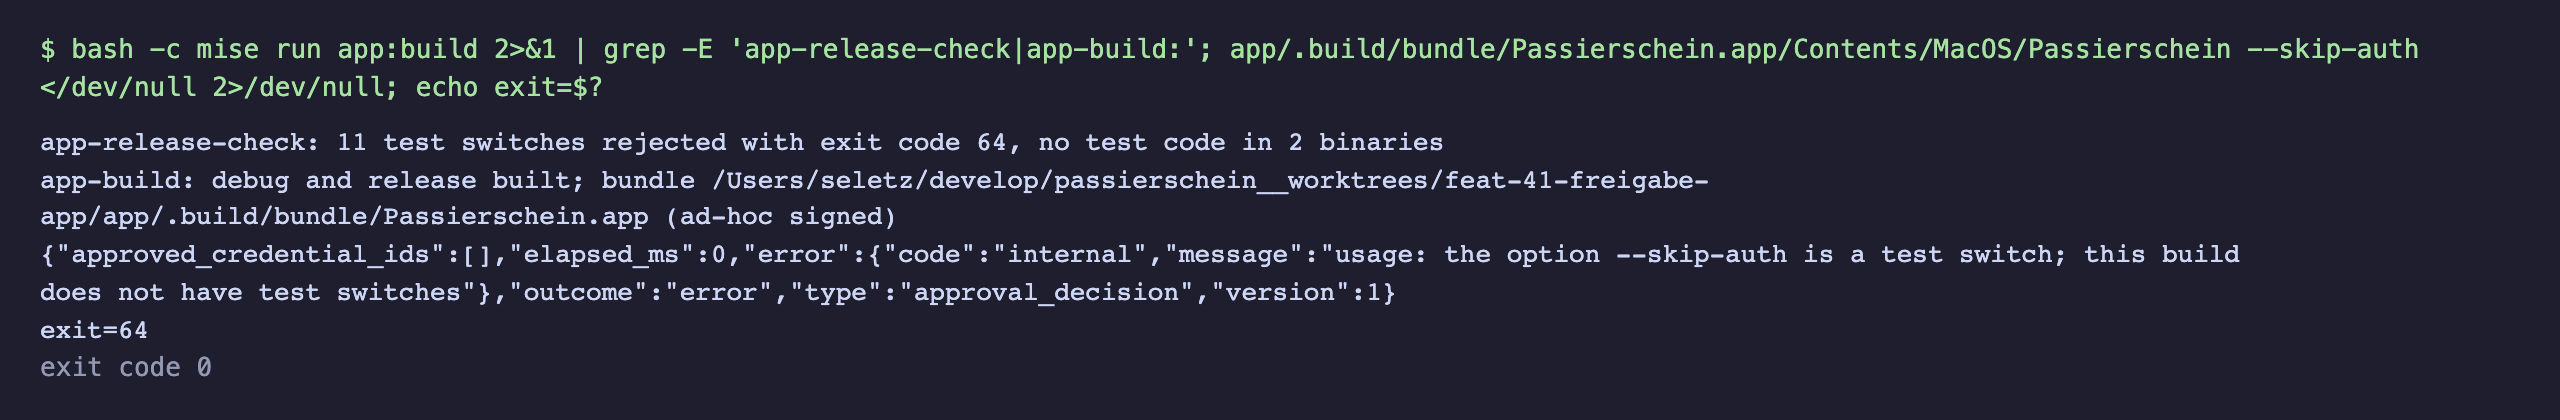 $ bash -c mise run app:build 2>&1 | grep -E 'app-release-check|app-build:'; app/.build/bundle/Passierschein.app/Contents/MacOS/Passierschein --skip-auth
</dev/null 2>/dev/null; echo exit=$?
app-release-check: 11 test switches rejected with exit code 64, no test code in 2 binaries
app-build: debug and release built; bundle /Users/seletz/develop/passierschein__worktrees/feat-41-freigabe-
app/app/.build/bundle/Passierschein.app (ad-hoc signed)
{"approved_credential_ids":[],"elapsed_ms":0,"error":{"code":"internal","message":"usage: the option --skip-auth is a test switch; this build
does not have test switches"},"outcome":"error","type":"approval_decision","version":1}
exit=64
exit code 0